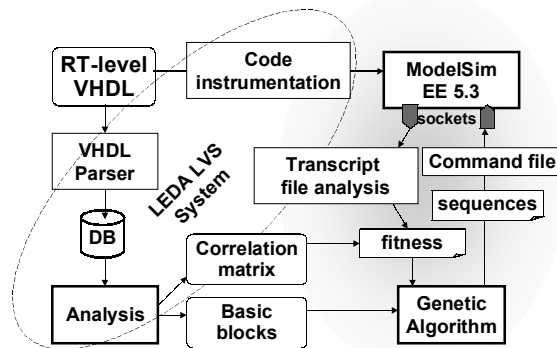 RT-level
VHDL
Code
instrumentation
ModelSim
EE 5.3
sockets
VHDL
Parser
LEDA LVS
System
Transcript
file analysis
Command file
sequences
DB
Correlation
matrix
fitness
Analysis
Basic
blocks
Genetic
Algorithm